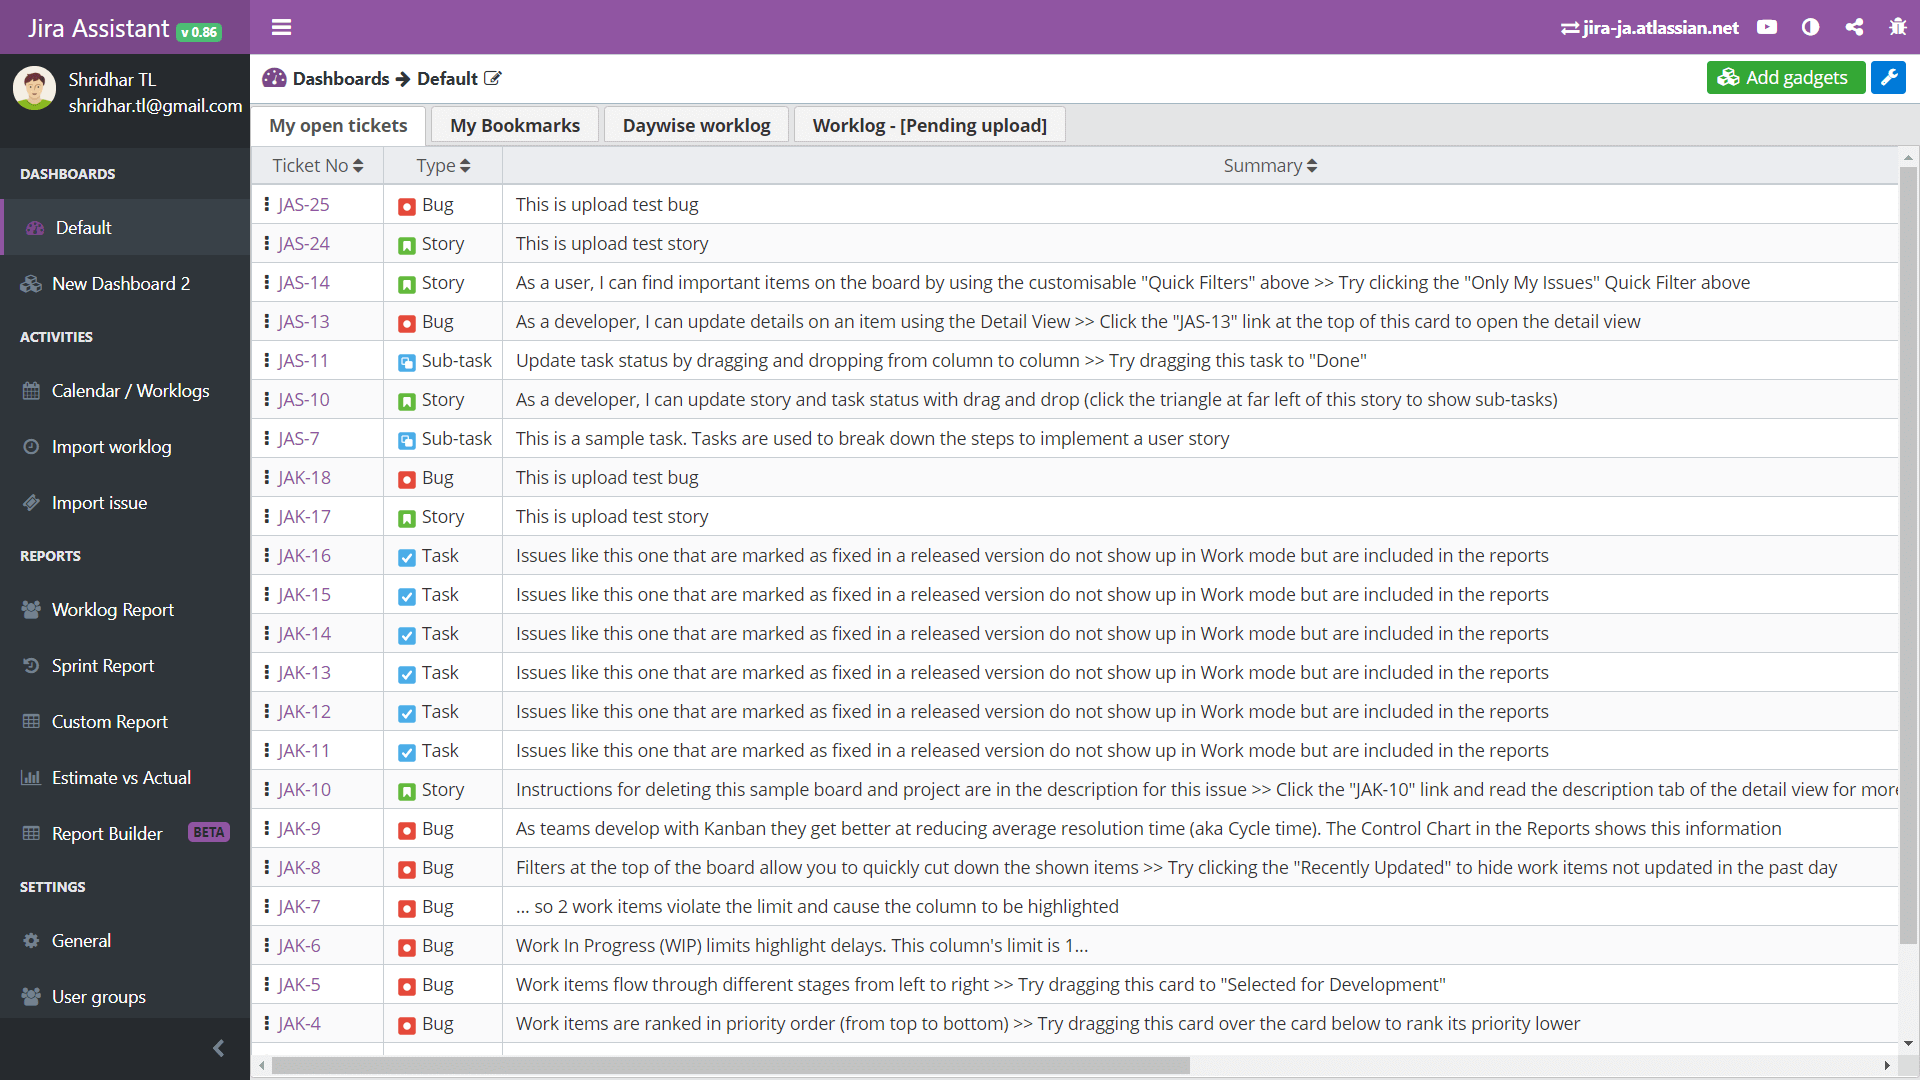 Jira Assistant v 0.86
jira-ja.atlassian.net
Shridhar TL
shridhar.tl@gmail.com
DASHBOARDS
Default
New Dashboard 2
ACTIVITIES
Calendar / Worklogs
Import worklog
Import issue
REPORTS
Worklog Report
Sprint Report
Custom Report
Estimate vs Actual
Report Builder BETA
SETTINGS
General
User groups
Dashboards → Default
Add gadgets
My open tickets My Bookmarks Daywise worklog Worklog - [Pending upload]
Ticket No Type Summary
JAS-25 Bug This is upload test bug
JAS-24 Story This is upload test story
JAS-14 Story As a user, I can find important items on the board by using the customisable "Quick Filters" above >> Try clicking the "Only My Issues" Quick Filter above
JAS-13 Bug As a developer, I can update details on an item using the Detail View >> Click the "JAS-13" link at the top of this card to open the detail view
JAS-11 Sub-task Update task status by dragging and dropping from column to column >> Try dragging this task to "Done"
JAS-10 Story As a developer, I can update story and task status with drag and drop (click the triangle at far left of this story to show sub-tasks)
JAS-7 Sub-task This is a sample task. Tasks are used to break down the steps to implement a user story
JAK-18 Bug This is upload test bug
JAK-17 Story This is upload test story
JAK-16 Task Issues like this one that are marked as fixed in a released version do not show up in Work mode but are included in the reports
JAK-15 Task Issues like this one that are marked as fixed in a released version do not show up in Work mode but are included in the reports
JAK-14 Task Issues like this one that are marked as fixed in a released version do not show up in Work mode but are included in the reports
JAK-13 Task Issues like this one that are marked as fixed in a released version do not show up in Work mode but are included in the reports
JAK-12 Task Issues like this one that are marked as fixed in a released version do not show up in Work mode but are included in the reports
JAK-11 Task Issues like this one that are marked as fixed in a released version do not show up in Work mode but are included in the reports
JAK-10 Story Instructions for deleting this sample board and project are in the description for this issue >> Click the "JAK-10" link and read the description tab of the detail view for more
JAK-9 Bug As teams develop with Kanban they get better at reducing average resolution time (aka Cycle time). The Control Chart in the Reports shows this information
JAK-8 Bug Filters at the top of the board allow you to quickly cut down the shown items >> Try clicking the "Recently Updated" to hide work items not updated in the past day
JAK-7 Bug ... so 2 work items violate the limit and cause the column to be highlighted
JAK-6 Bug Work In Progress (WIP) limits highlight delays. This column's limit is 1...
JAK-5 Bug Work items flow through different stages from left to right >> Try dragging this card to "Selected for Development"
JAK-4 Bug Work items are ranked in priority order (from top to bottom) >> Try dragging this card over the card below to rank its priority lower